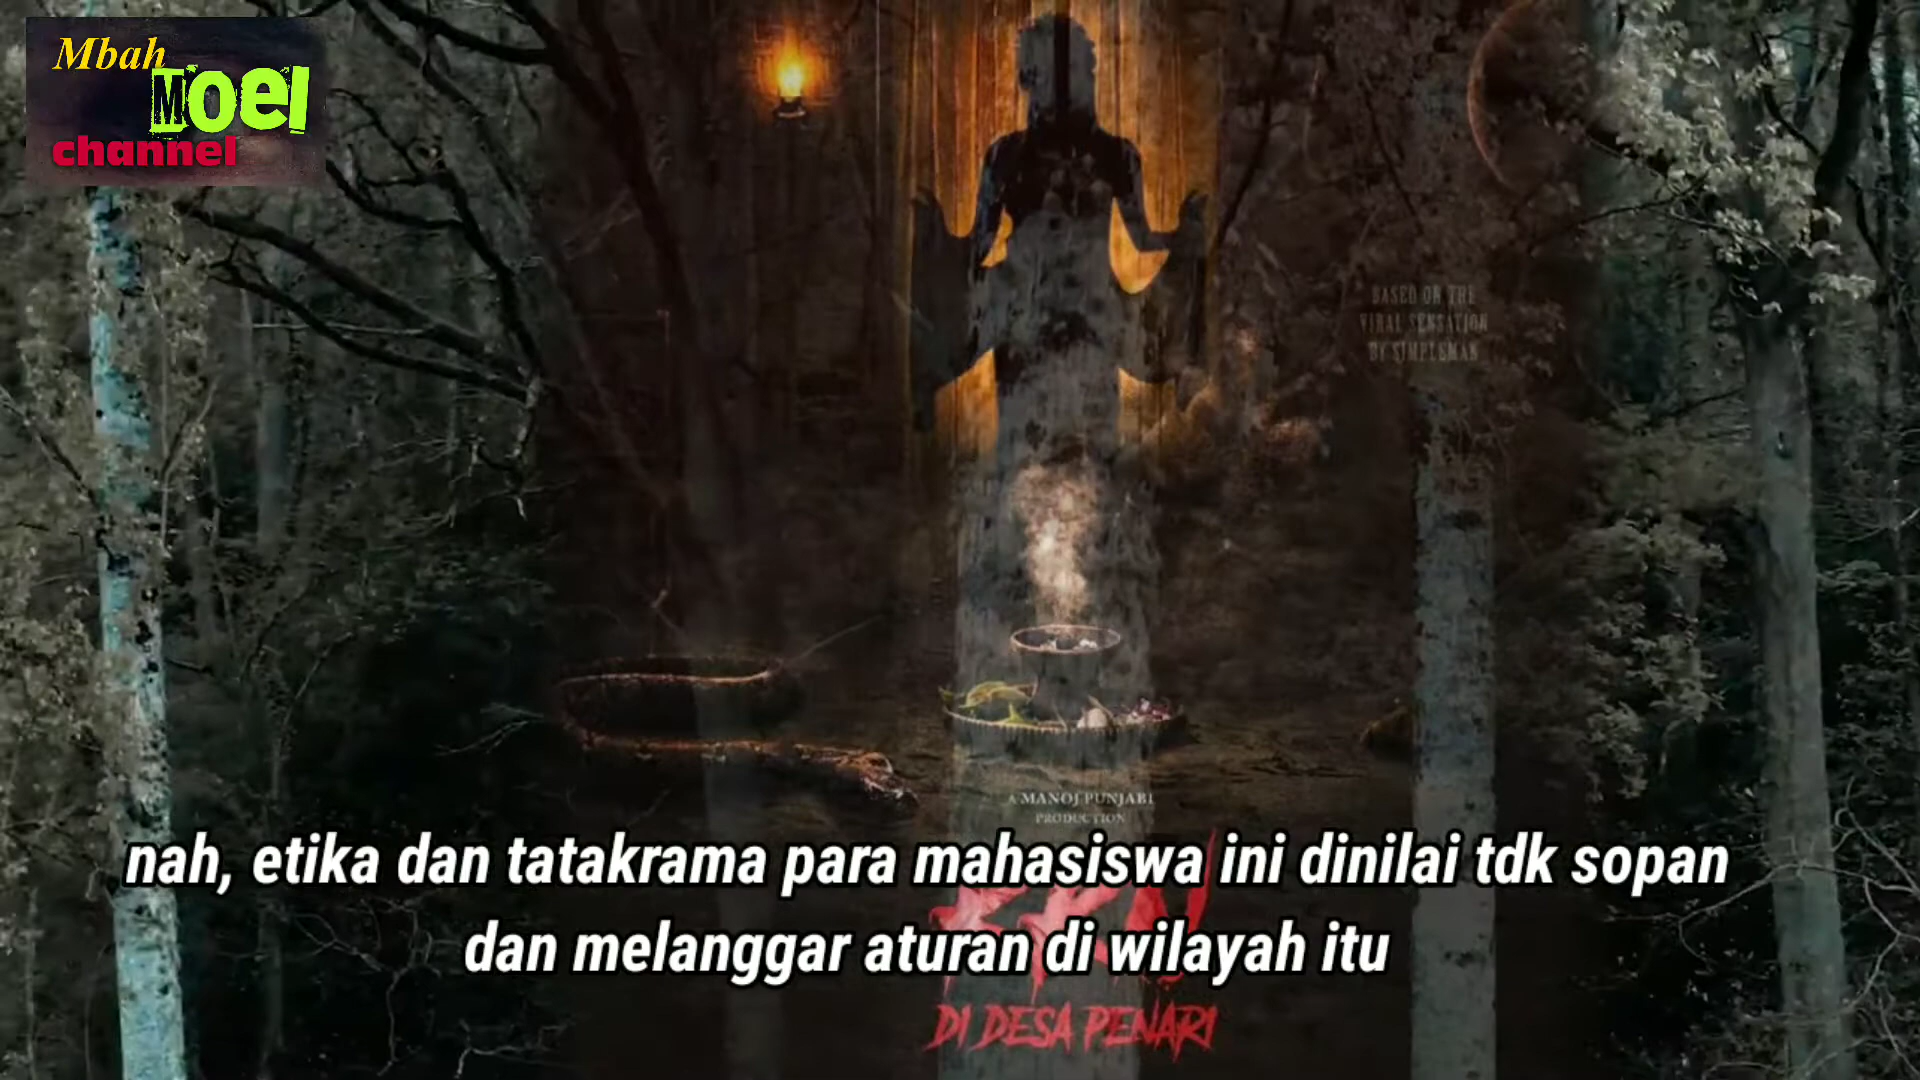 Mbah
Moel
channel
BASED ON THE
VIRAL SENSATION
BY SIMPLEMAN
A MANOJ PUNJABI
PRODUCTION
nah, etika dan tatakrama para mahasiswa ini dinilai tdk sopan
KKN
dan melanggar aturan di wilayah itu
DI DESA PENARI